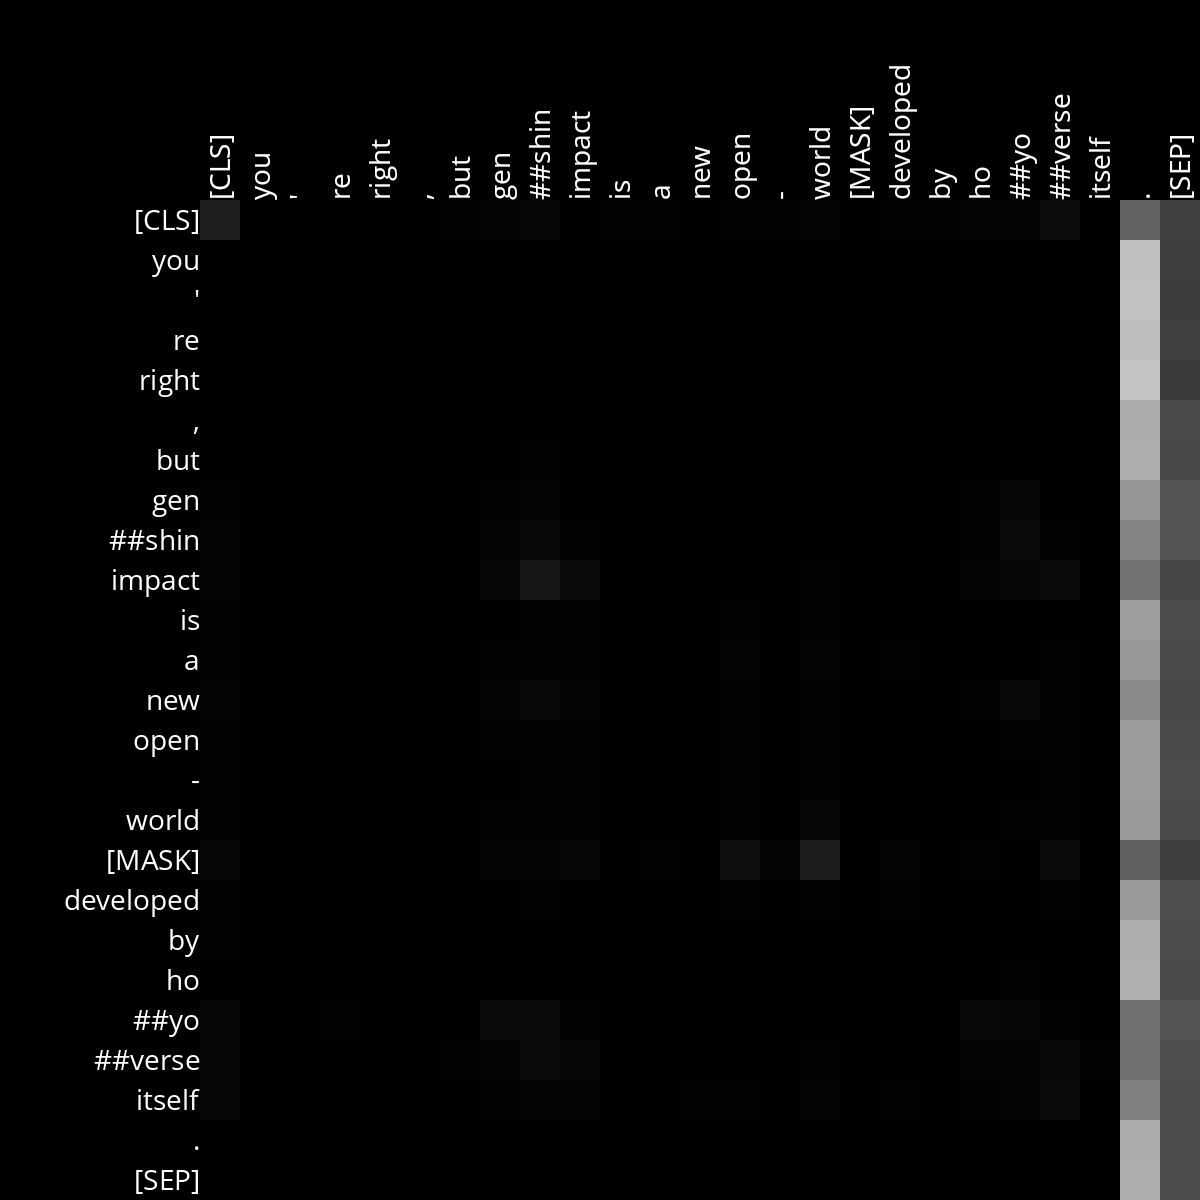 [CLS] you ' re right , but gen ##shin impact is a new open - world [MASK] developed by ho ##yo ##verse itself . [SEP]
[CLS]
you
'
re
right
,
but
gen
##shin
impact
is
a
new
open
-
world
[MASK]
developed
by
ho
##yo
##verse
itself
.
[SEP]